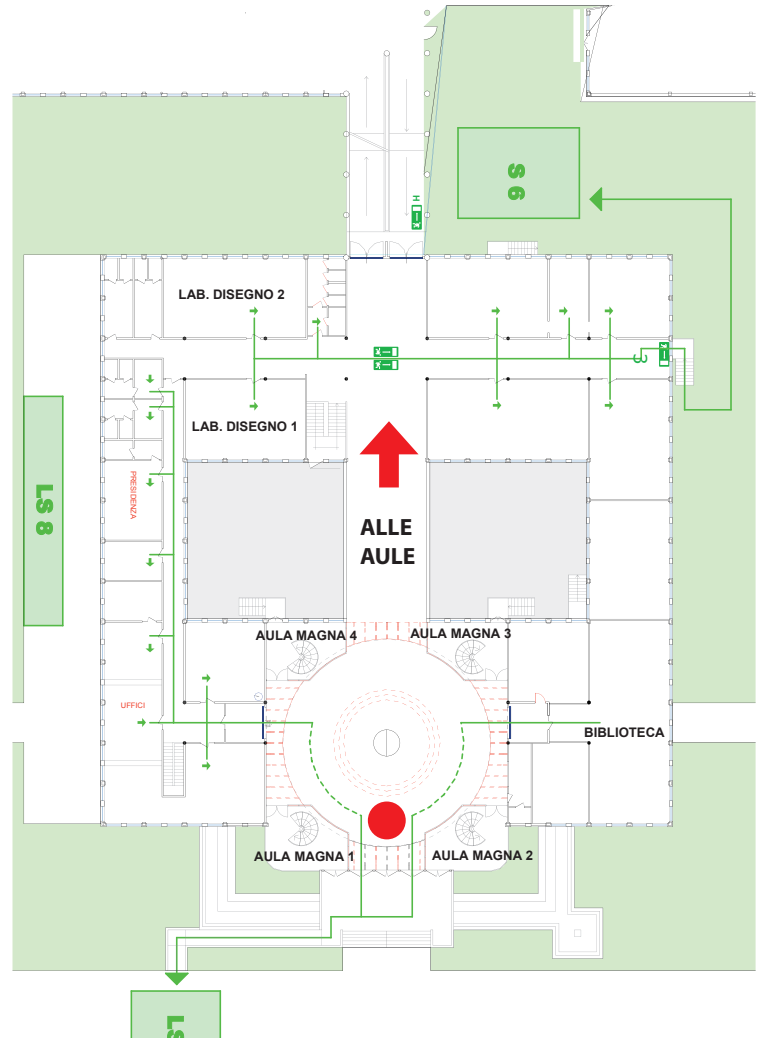 S 6
H
LAB. DISEGNO 2
3
LAB. DISEGNO 1
PRESIDENZA
LS 8
ALLE
AULE
AULA MAGNA 4
AULA MAGNA 3
UFFICI
BIBLIOTECA
AULA MAGNA 1
AULA MAGNA 2
LS